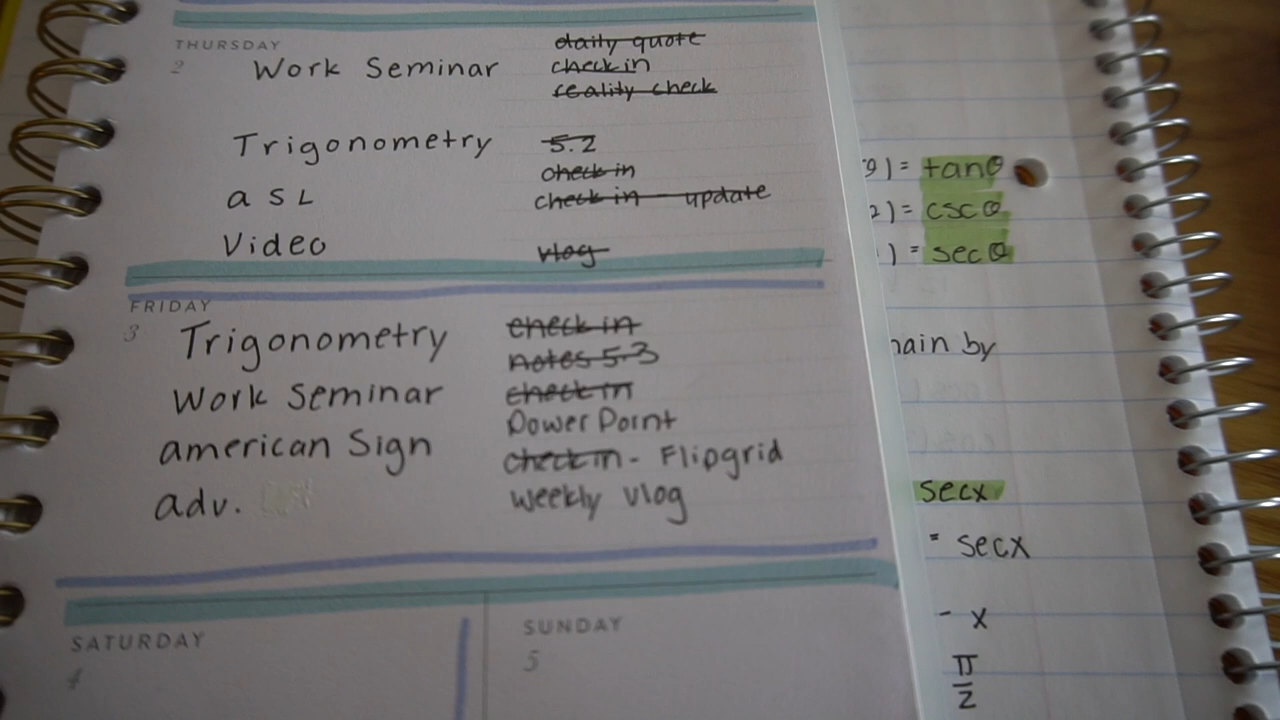 THURSDAY
2
Work Seminar
daily quote
check in
reality check
Trigonometry
5.2
check in
a S L
check in update
Video
vlog
FRIDAY
3
Trigonometry
check in
notes 5.3
Work Seminar
check in
PowerPoint
american Sign
check in - Flipgrid
adv.
weekly vlog
SATURDAY
4
SUNDAY
5
) = tanθ
) = cscθ
) = secθ
by
secx
= secx
- x
π
2